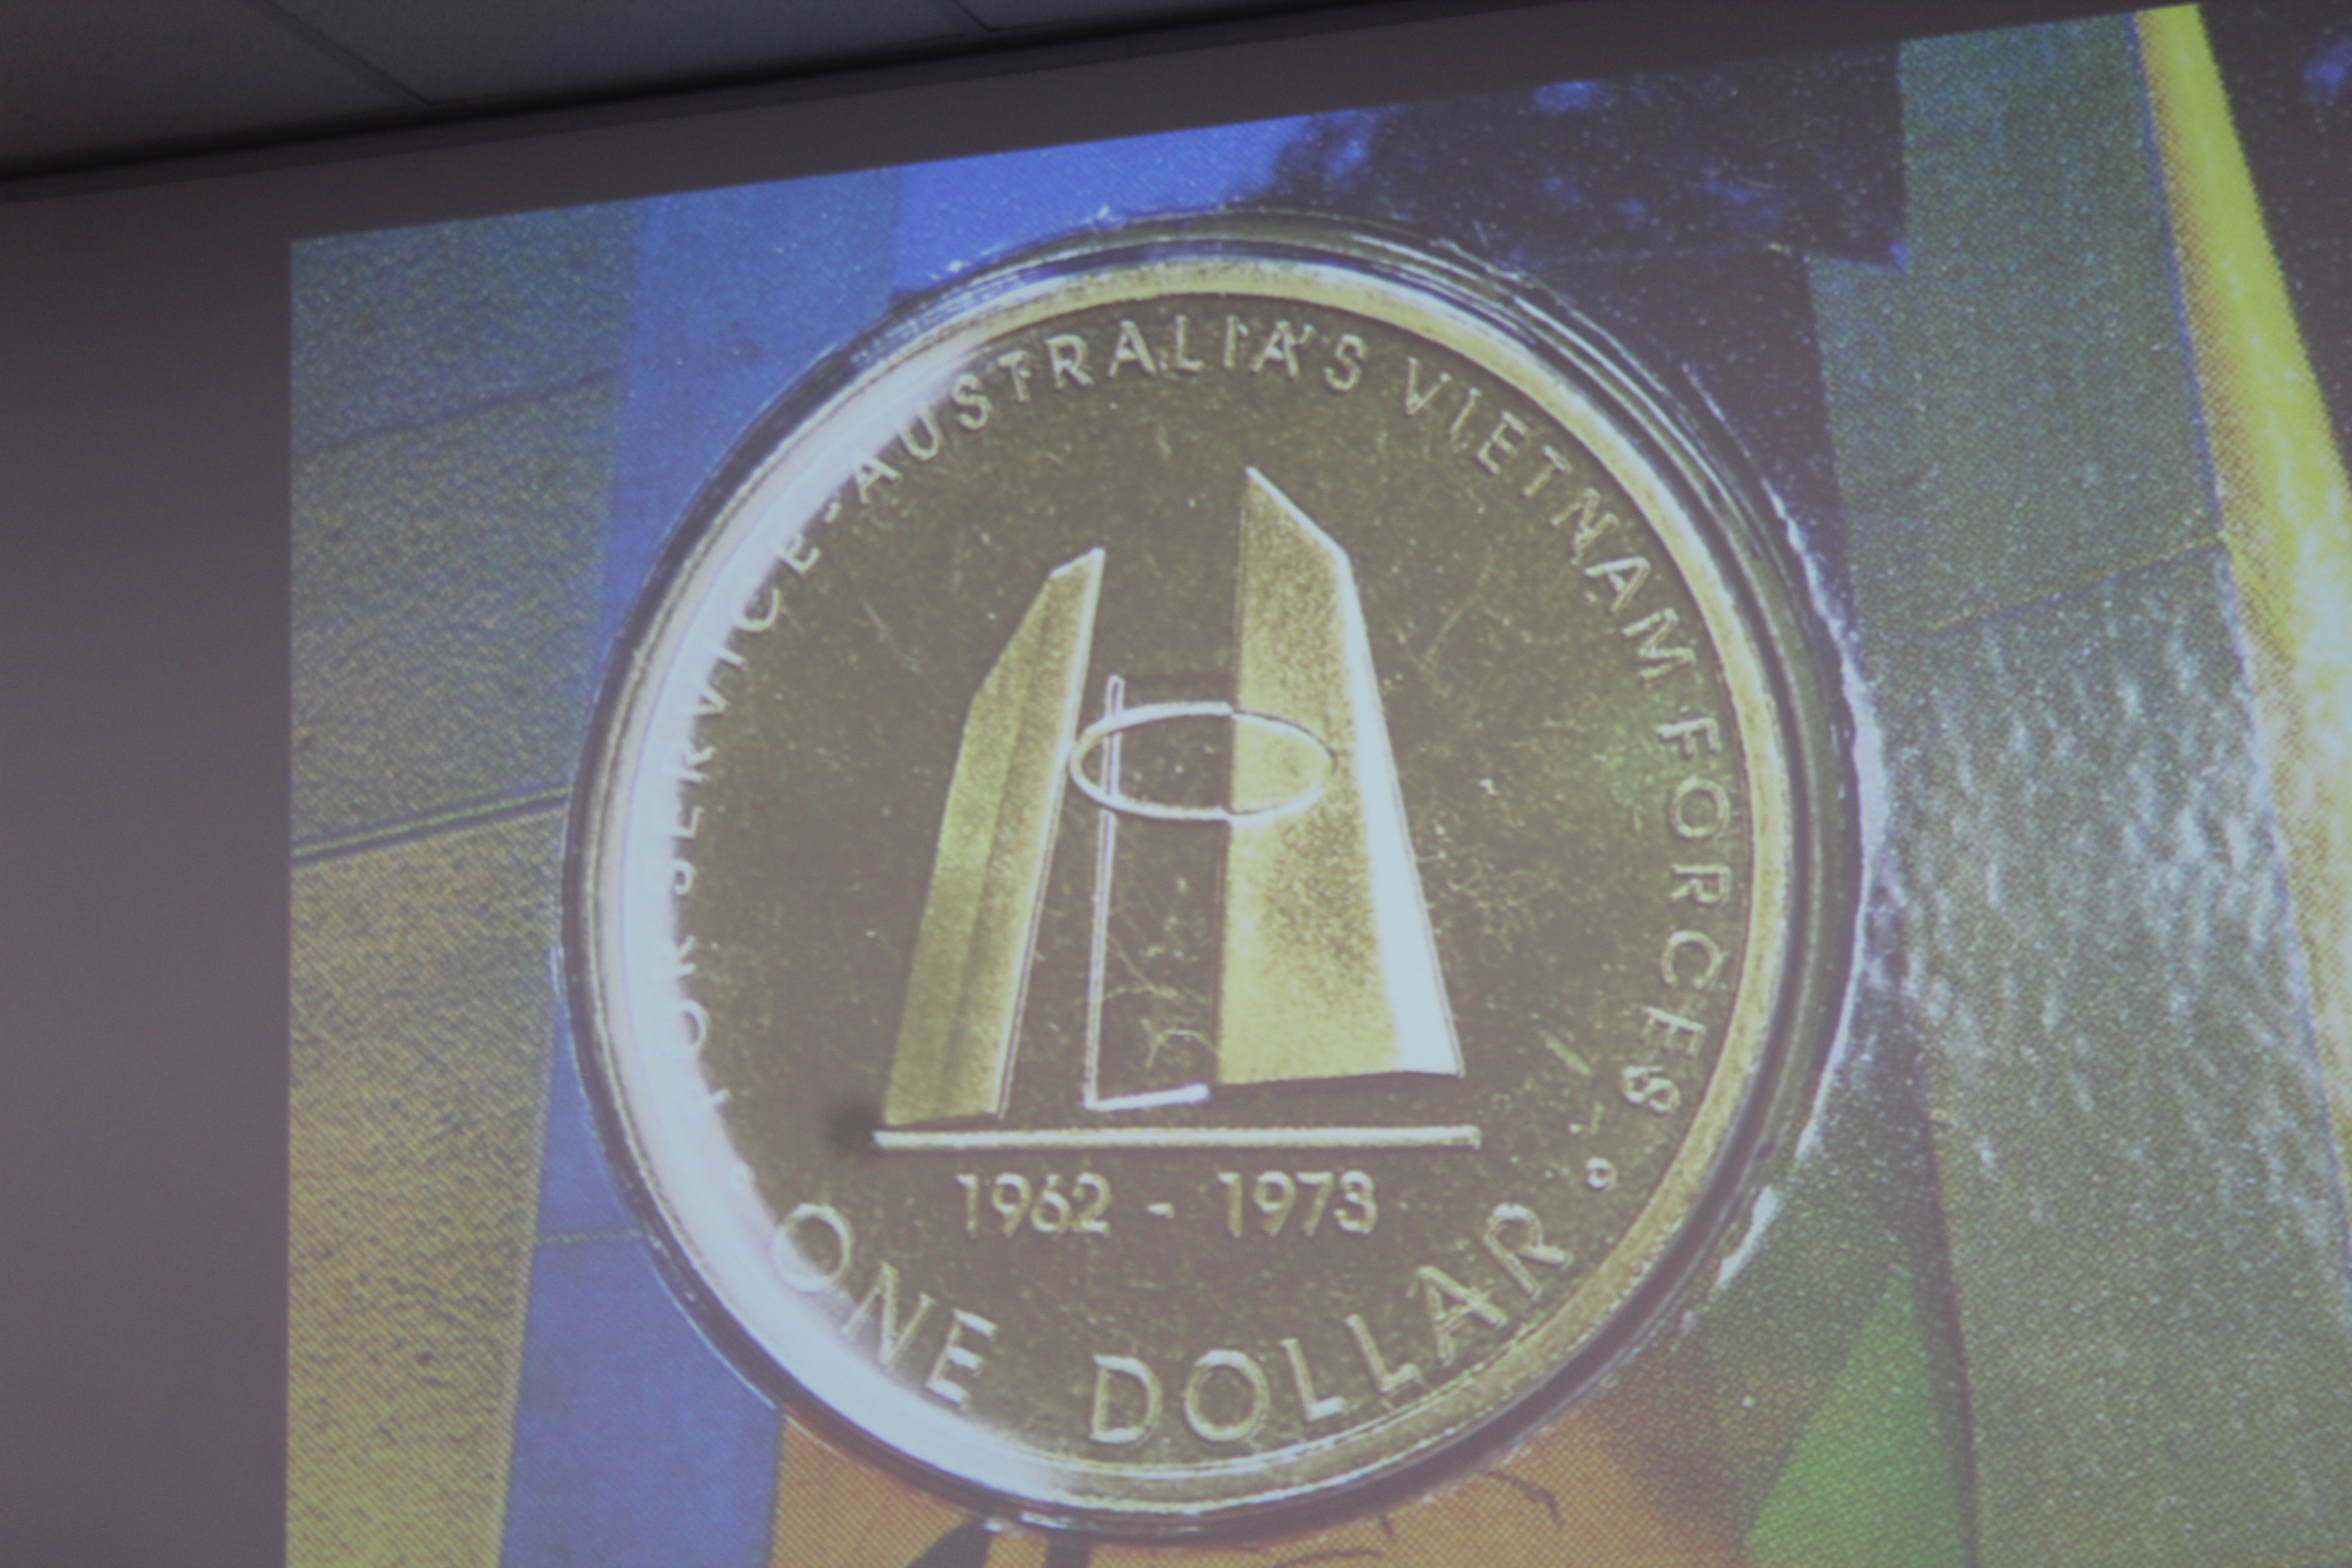 FOR SERVICE-AUSTRALIA'S VIETNAM FORCES
1962 - 1973
ONE DOLLAR